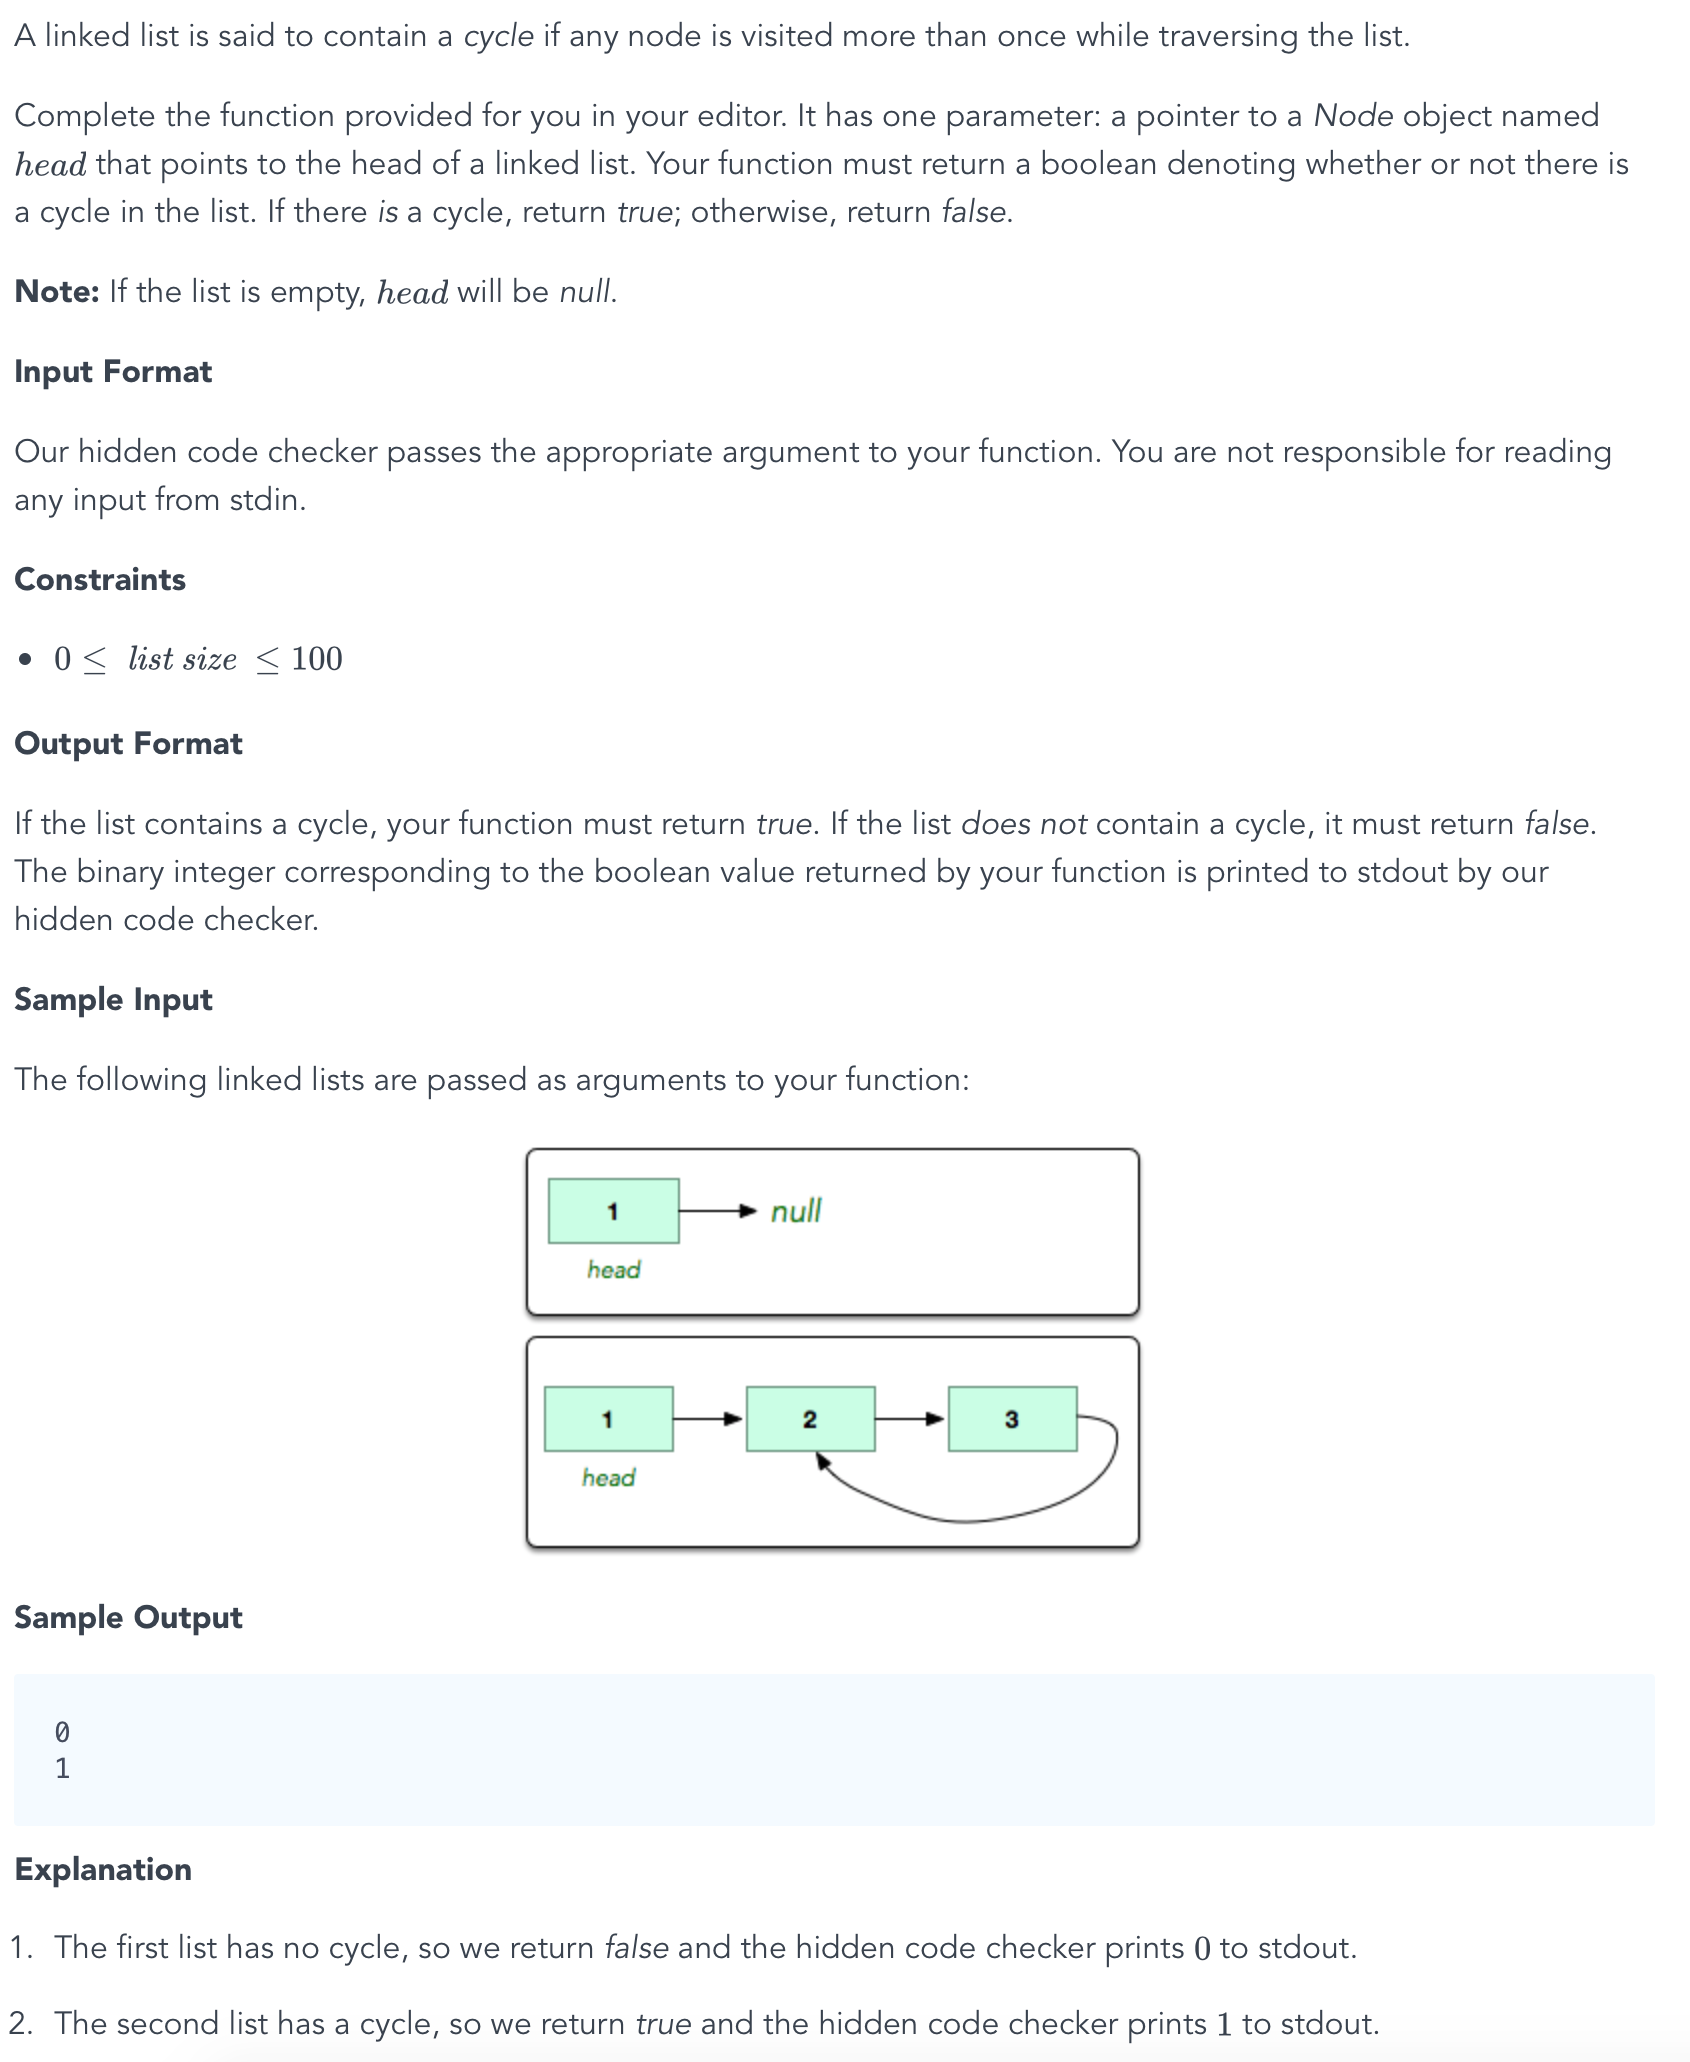 A linked list is said to contain a cycle if any node is visited more than once while traversing the list.
Complete the function provided for you in your editor. It has one parameter: a pointer to a Node object named
head that points to the head of a linked list. Your function must return a boolean denoting whether or not there is
a cycle in the list. If there is a cycle, return true; otherwise, return false.
Note: If the list is empty, head will be null.
Input Format
Our hidden code checker passes the appropriate argument to your function. You are not responsible for reading
any input from stdin.
Constraints
• 0 ≤ list size ≤ 100
Output Format
If the list contains a cycle, your function must return true. If the list does not contain a cycle, it must return false.
The binary integer corresponding to the boolean value returned by your function is printed to stdout by our
hidden code checker.
Sample Input
The following linked lists are passed as arguments to your function:
1 null
head
1 2 3
head
Sample Output
0
1
Explanation
1. The first list has no cycle, so we return false and the hidden code checker prints 0 to stdout.
2. The second list has a cycle, so we return true and the hidden code checker prints 1 to stdout.